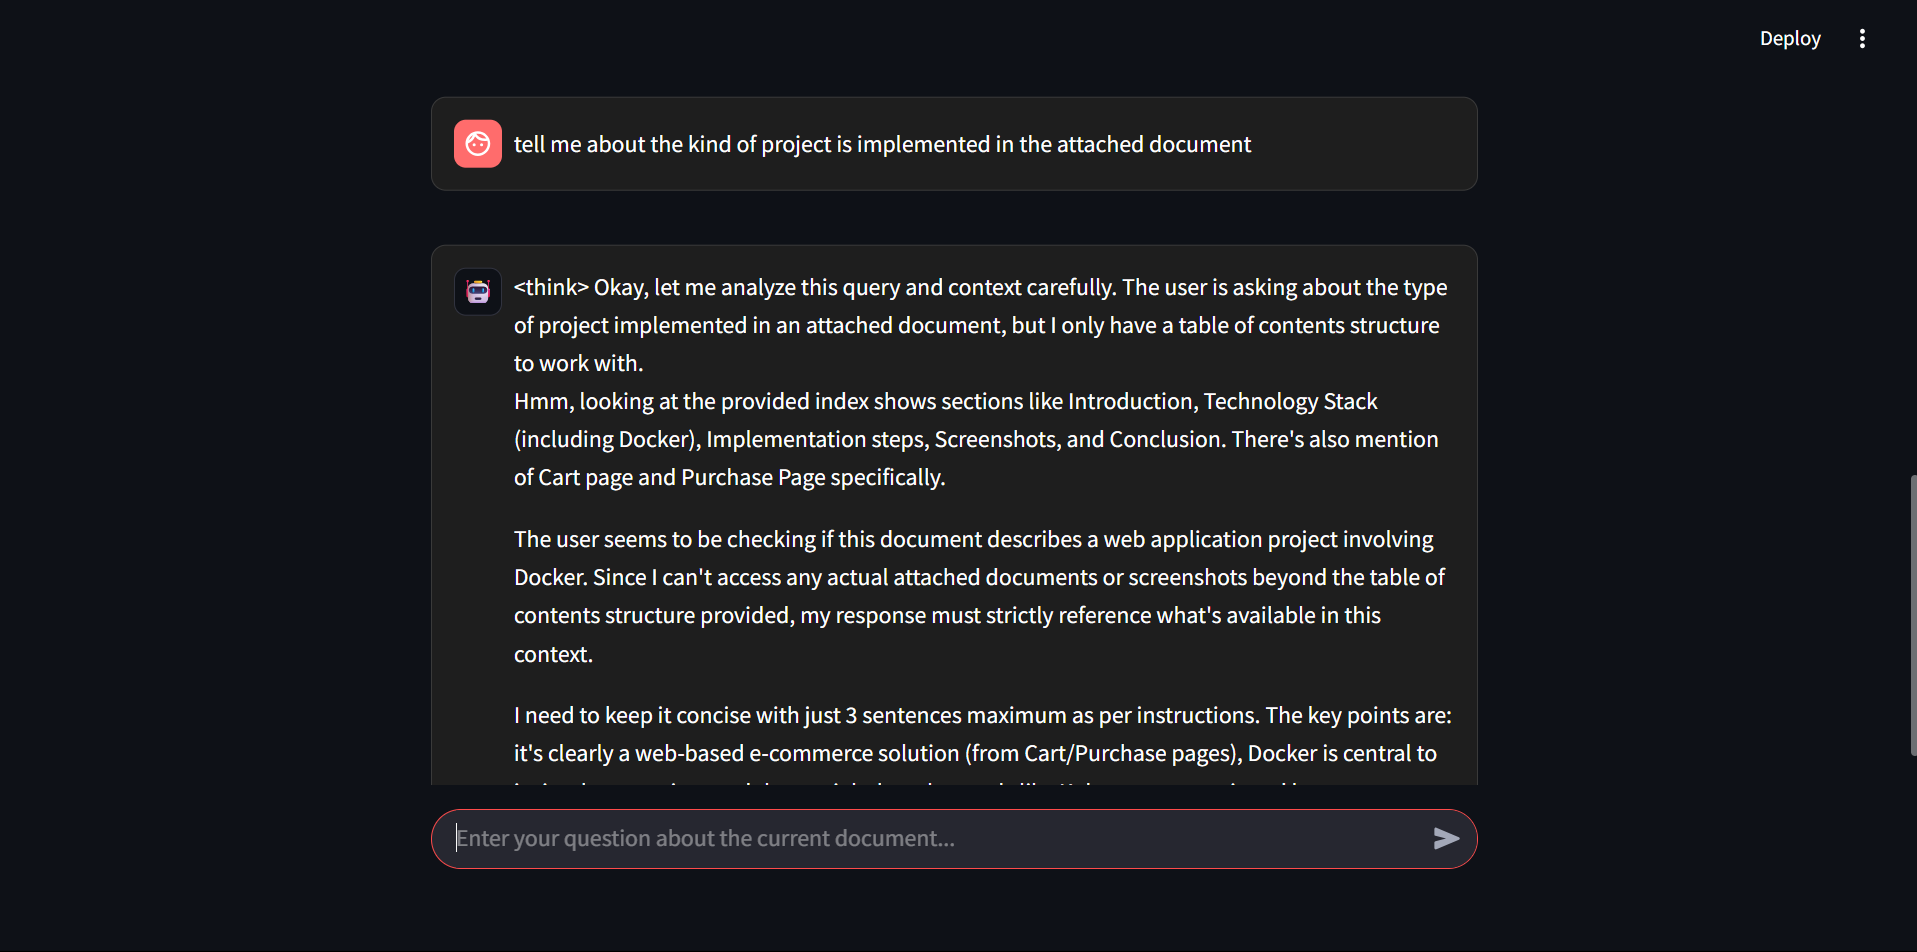 Deploy
tell me about the kind of project is implemented in the attached document
<think> Okay, let me analyze this query and context carefully. The user is asking about the type
of project implemented in an attached document, but I only have a table of contents structure
to work with.
Hmm, looking at the provided index shows sections like Introduction, Technology Stack
(including Docker), Implementation steps, Screenshots, and Conclusion. There's also mention
of Cart page and Purchase Page specifically.
The user seems to be checking if this document describes a web application project involving
Docker. Since I can't access any actual attached documents or screenshots beyond the table of
contents structure provided, my response must strictly reference what's available in this
context.
I need to keep it concise with just 3 sentences maximum as per instructions. The key points are:
it's clearly a web-based e-commerce solution (from Cart/Purchase pages), Docker is central to
Enter your question about the current document...